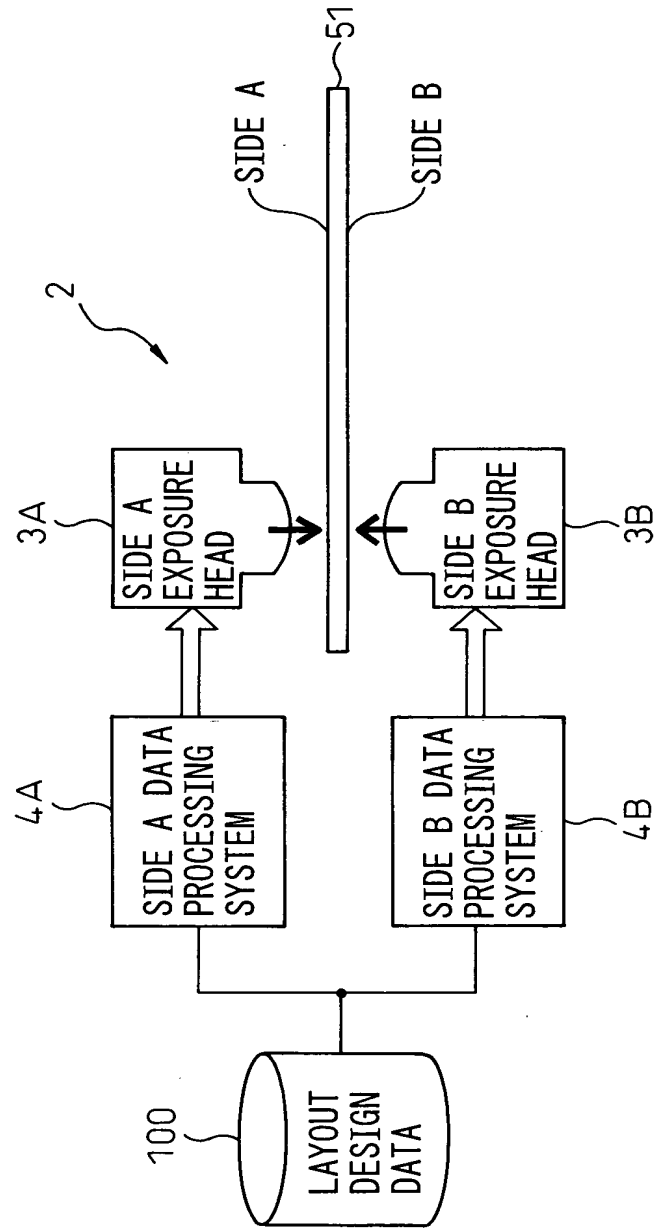 2
3A
SIDE A
EXPOSURE
HEAD
4A
SIDE A DATA
PROCESSING
SYSTEM
100
LAYOUT
DESIGN
DATA
SIDE A
51
SIDE B
SIDE B DATA
PROCESSING
SYSTEM
4B
SIDE B
EXPOSURE
HEAD
3B